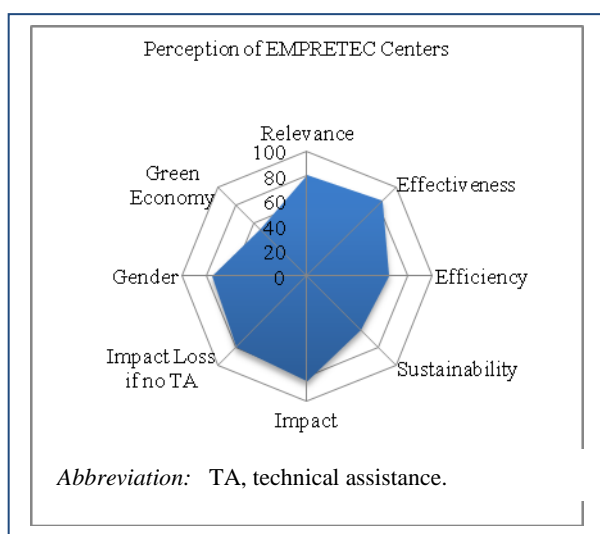 Perception of EMPRETEC Centers
Relevance
100
80
60
40
20
0
Green
Economy
Effectiveness
Gender
Efficiency
Impact Loss
if no TA
Sustainability
Impact
Abbreviation: TA, technical assistance.